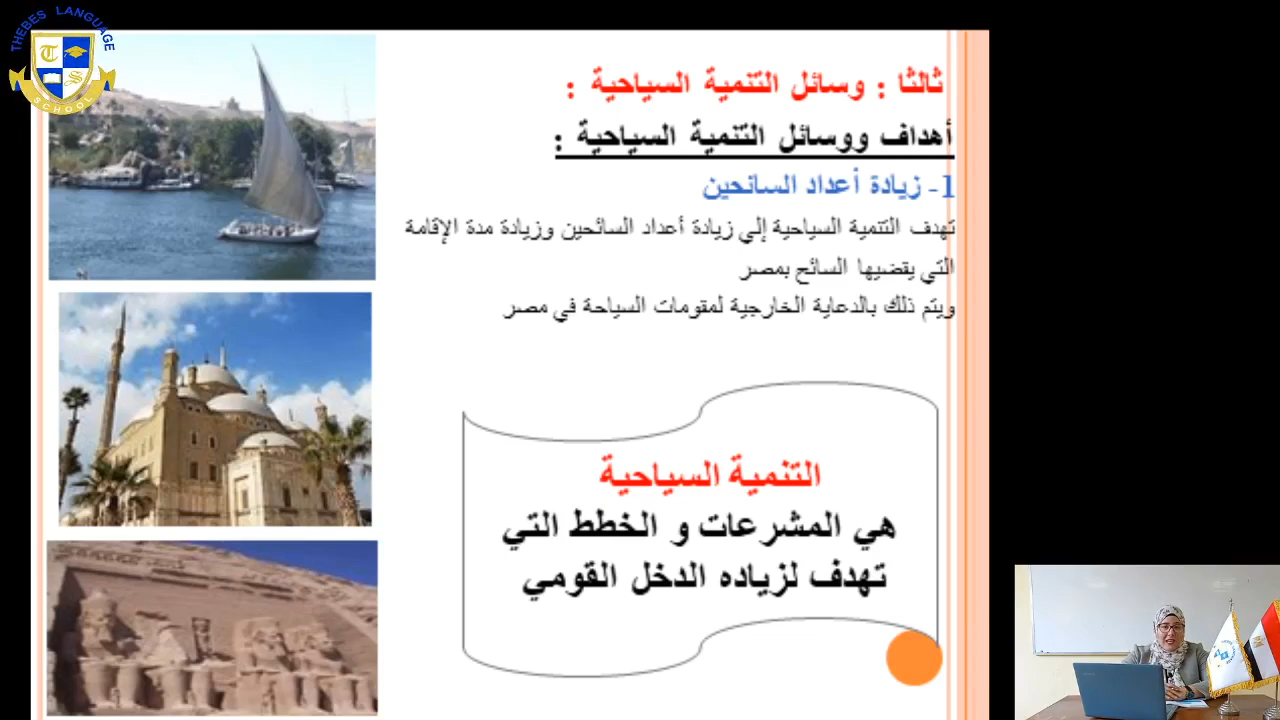 THEBES LANGUAGE
SCHOOL
ثالثا : وسائل التنمية السياحية :
أهداف ووسائل التنمية السياحية :
1- زيادة أعداد السائحين
تهدف التنمية السياحية إلي زيادة أعداد السائحين وزيادة مدة الإقامة
التي يقضيها السائح بمصر
ويتم ذلك بالدعاية الخارجية لمقومات السياحة في مصر
التنمية السياحية
هي المشرعات و الخطط التي
تهدف لزياده الدخل القومي